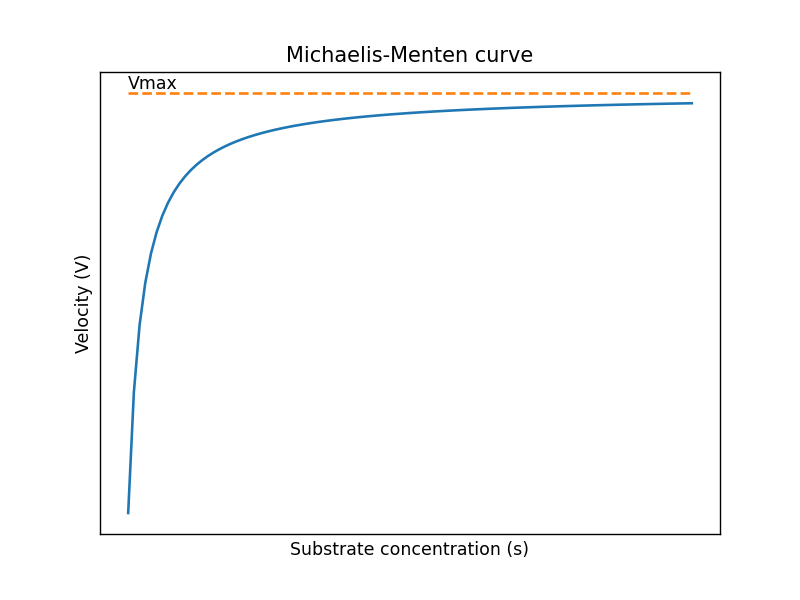 Michaelis-Menten curve
Vmax
Velocity (V)
Substrate concentration (s)